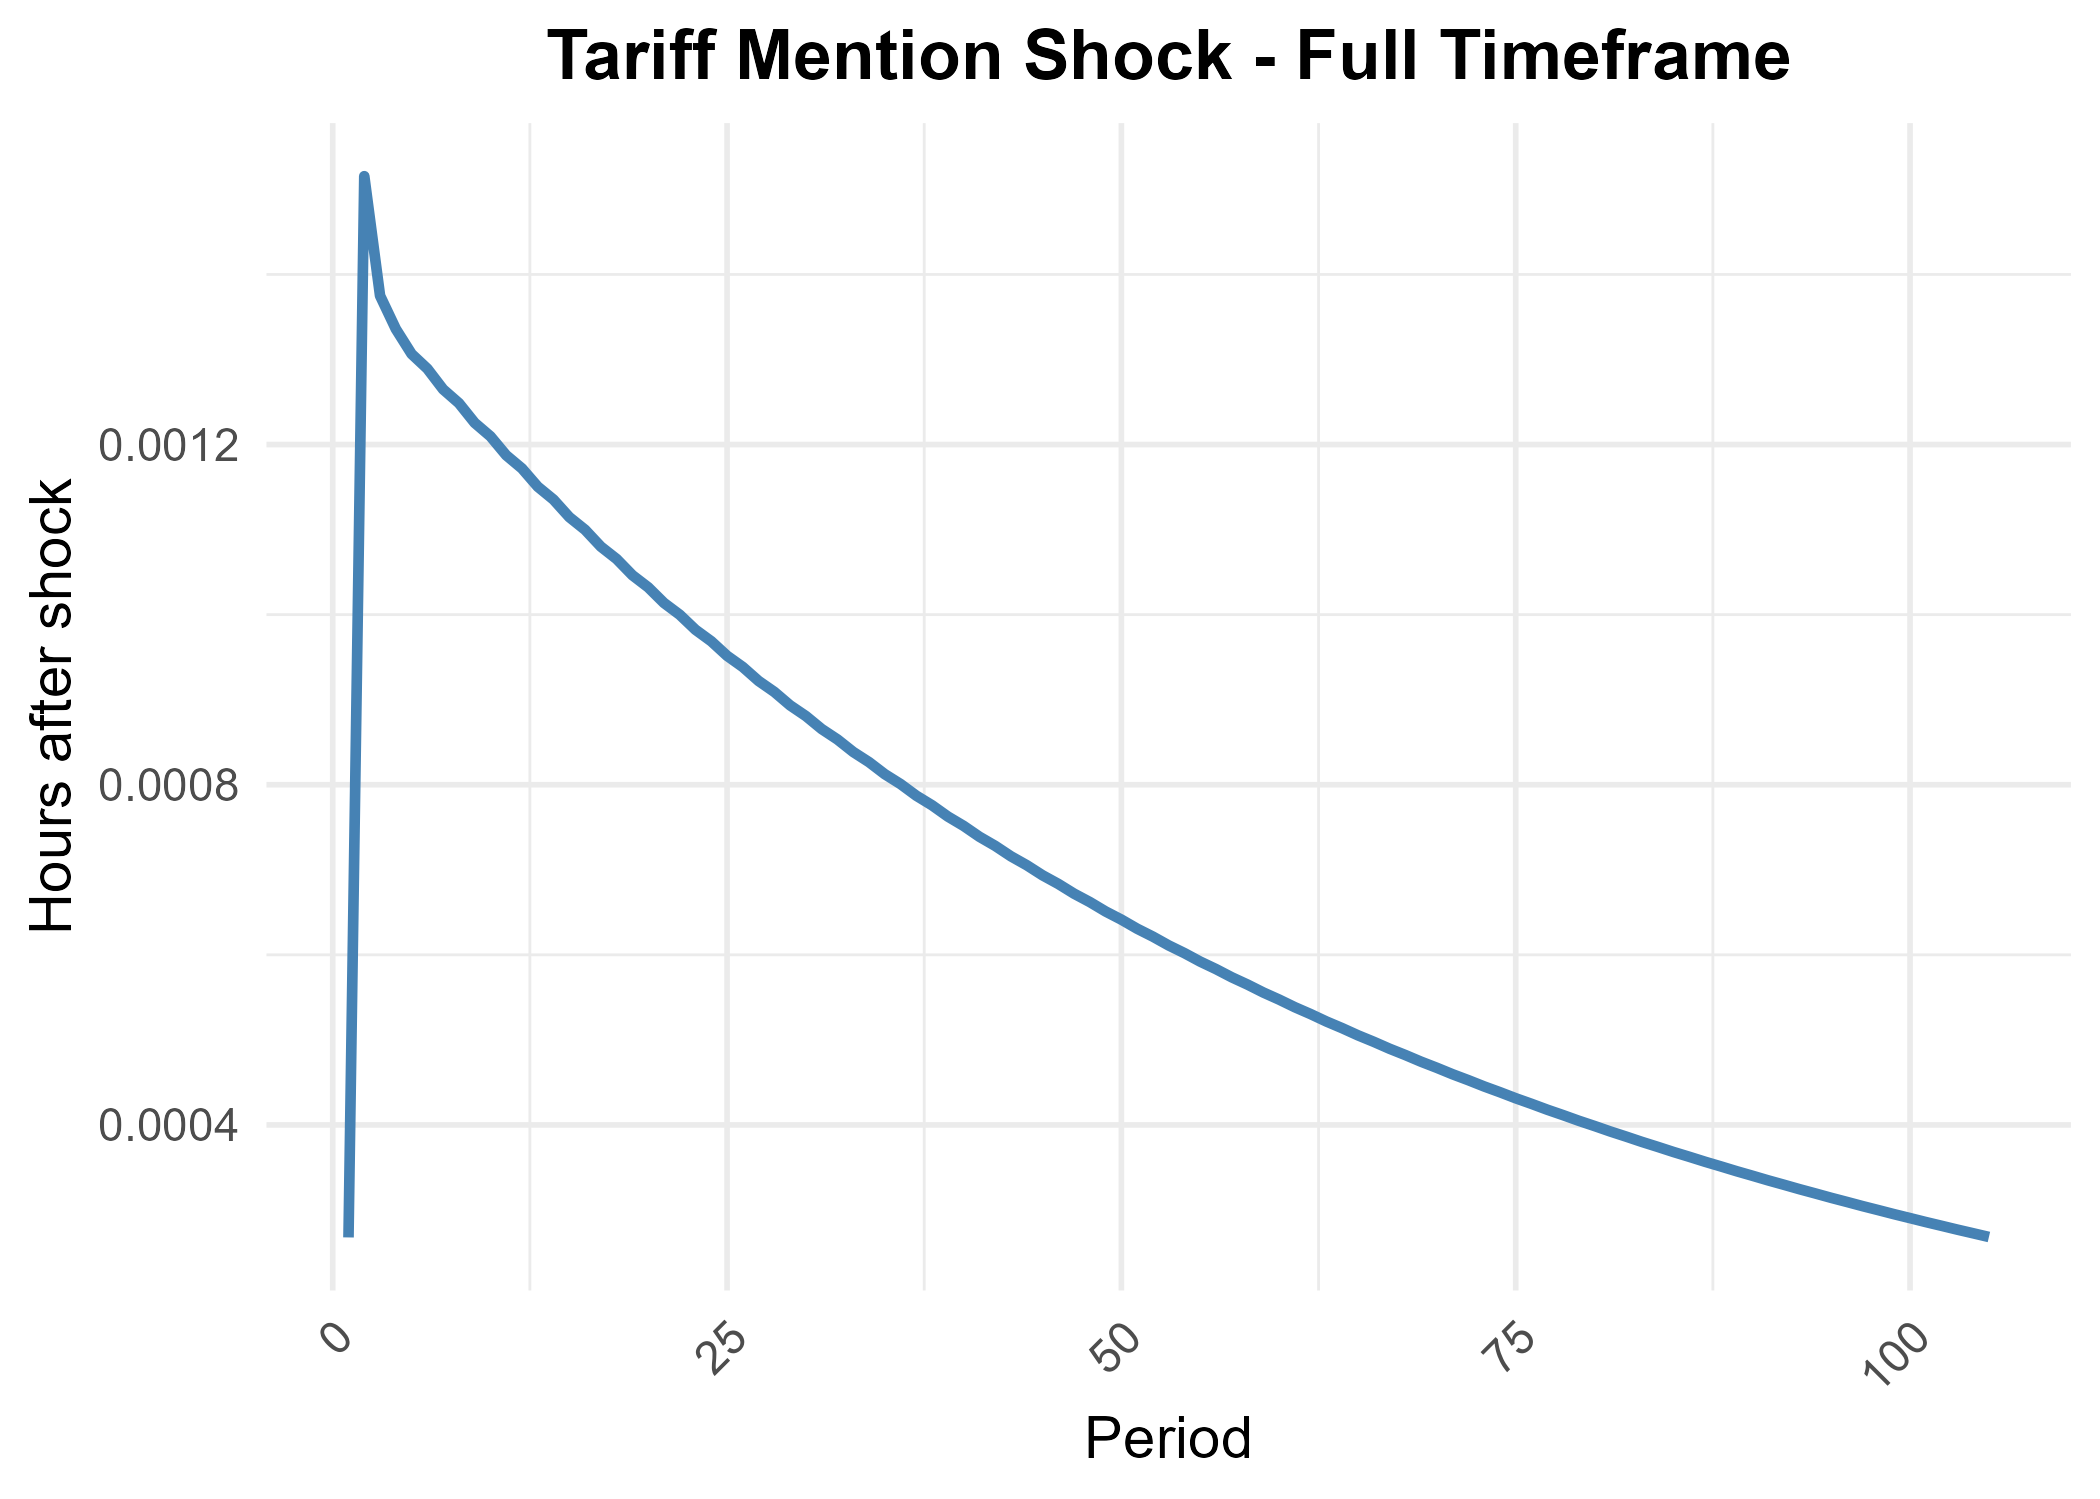 Tariff Mention Shock - Full Timeframe
Hours after shock
0.0012
0.0008
0.0004
0
25
50
75
100
Period